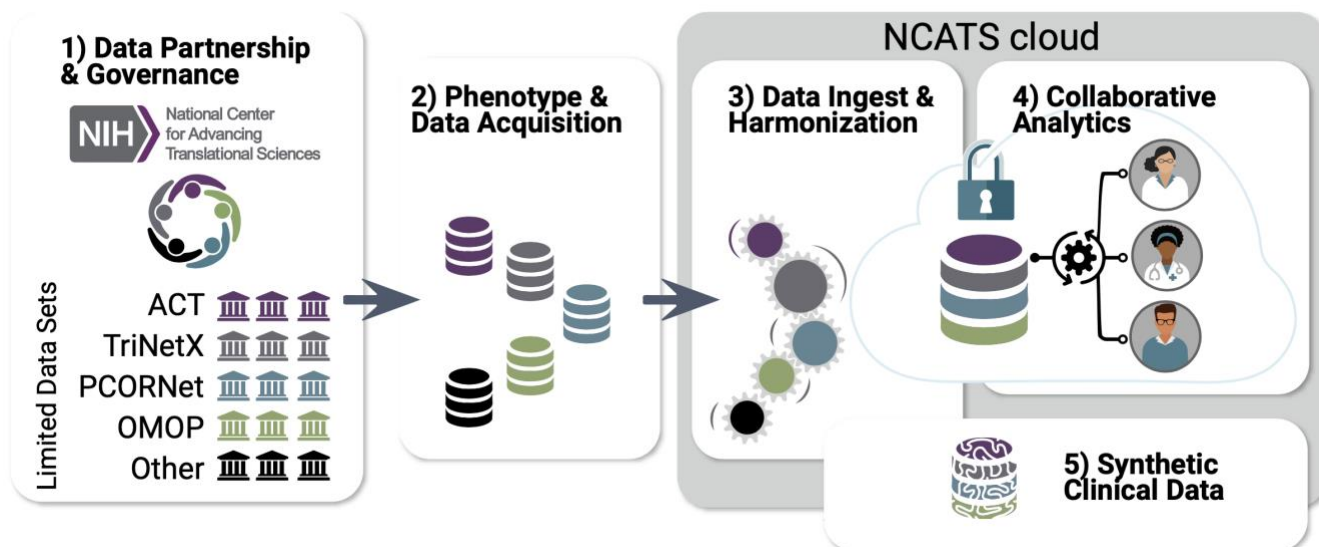 1) Data Partnership
& Governance
NIH
National Center
for Advancing
Translational Sciences
Limited Data Sets
ACT
TriNetX
PCORNet
OMOP
Other
2) Phenotype &
Data Acquisition
NCATS cloud
3) Data Ingest &
Harmonization
4) Collaborative
Analytics
5) Synthetic
Clinical Data